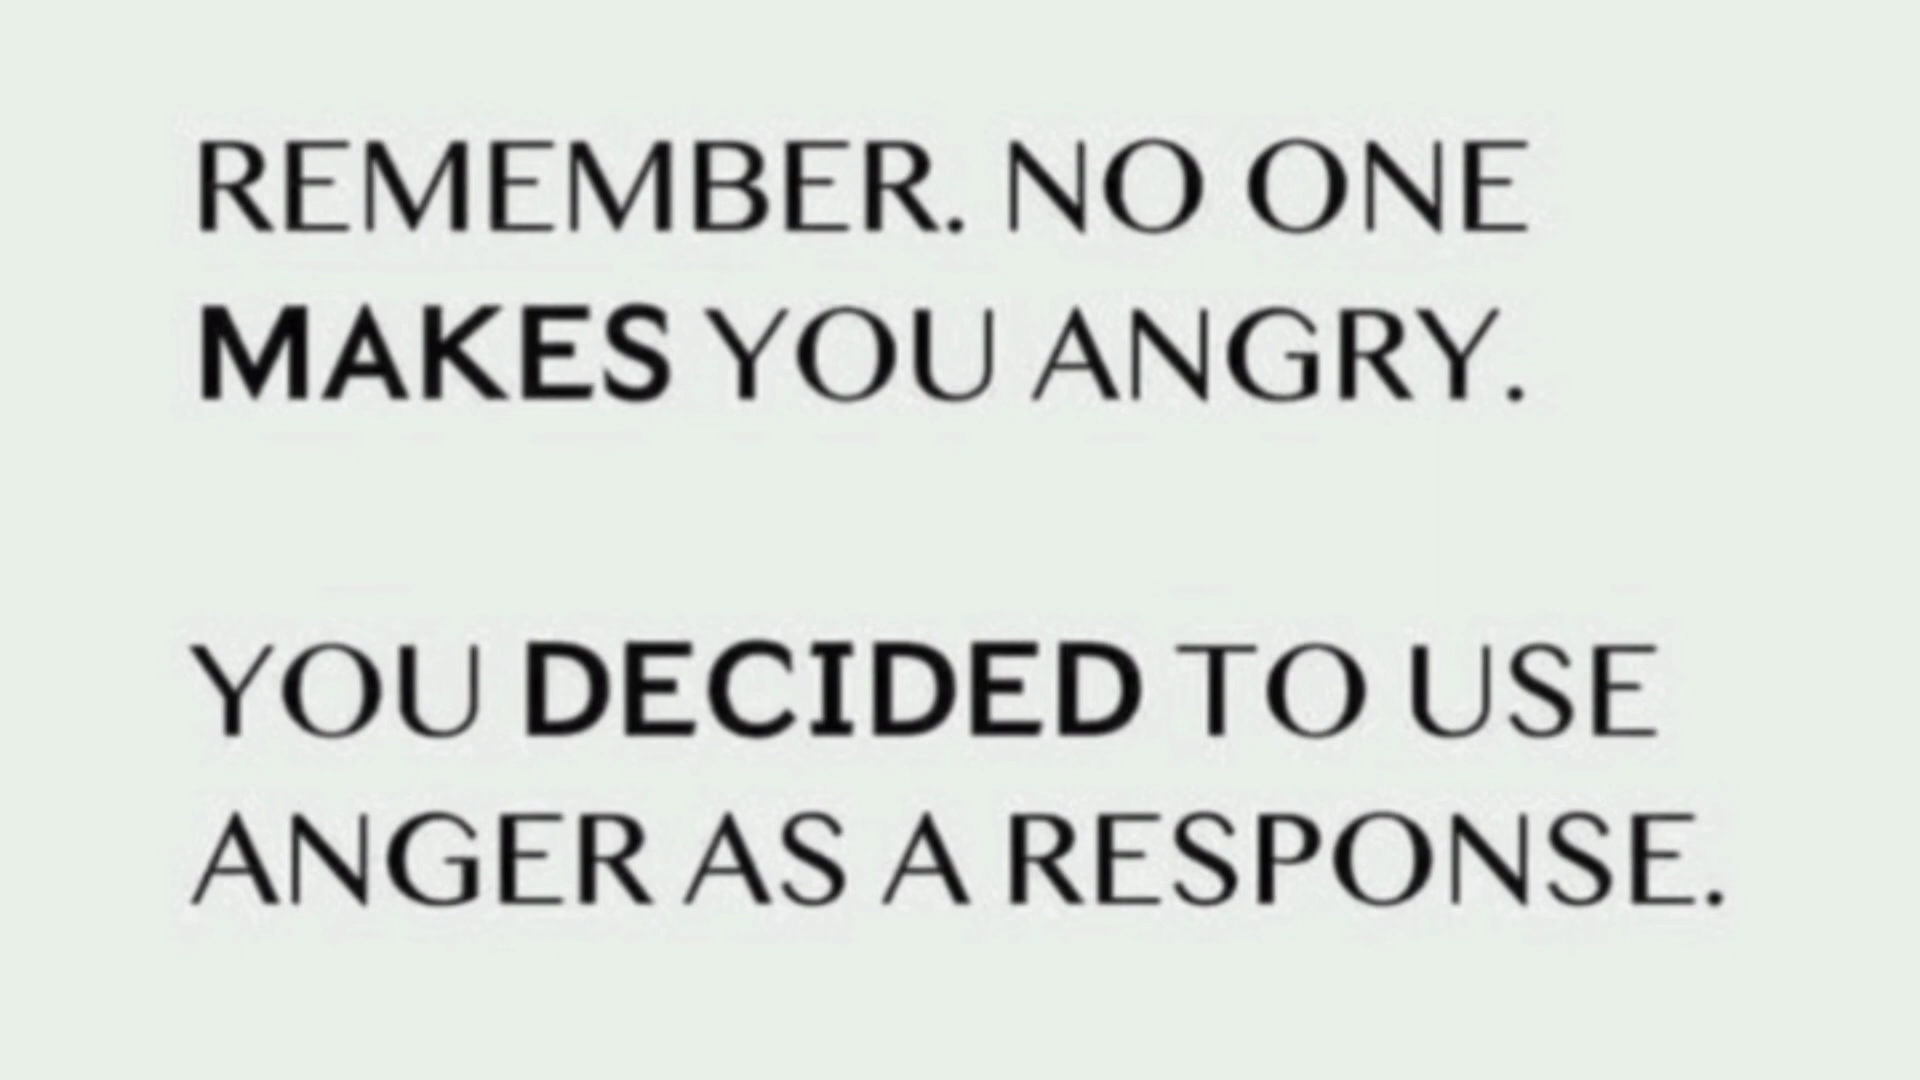 REMEMBER. NO ONE
MAKES YOU ANGRY.
YOU DECIDED TO USE
ANGER AS A RESPONSE.